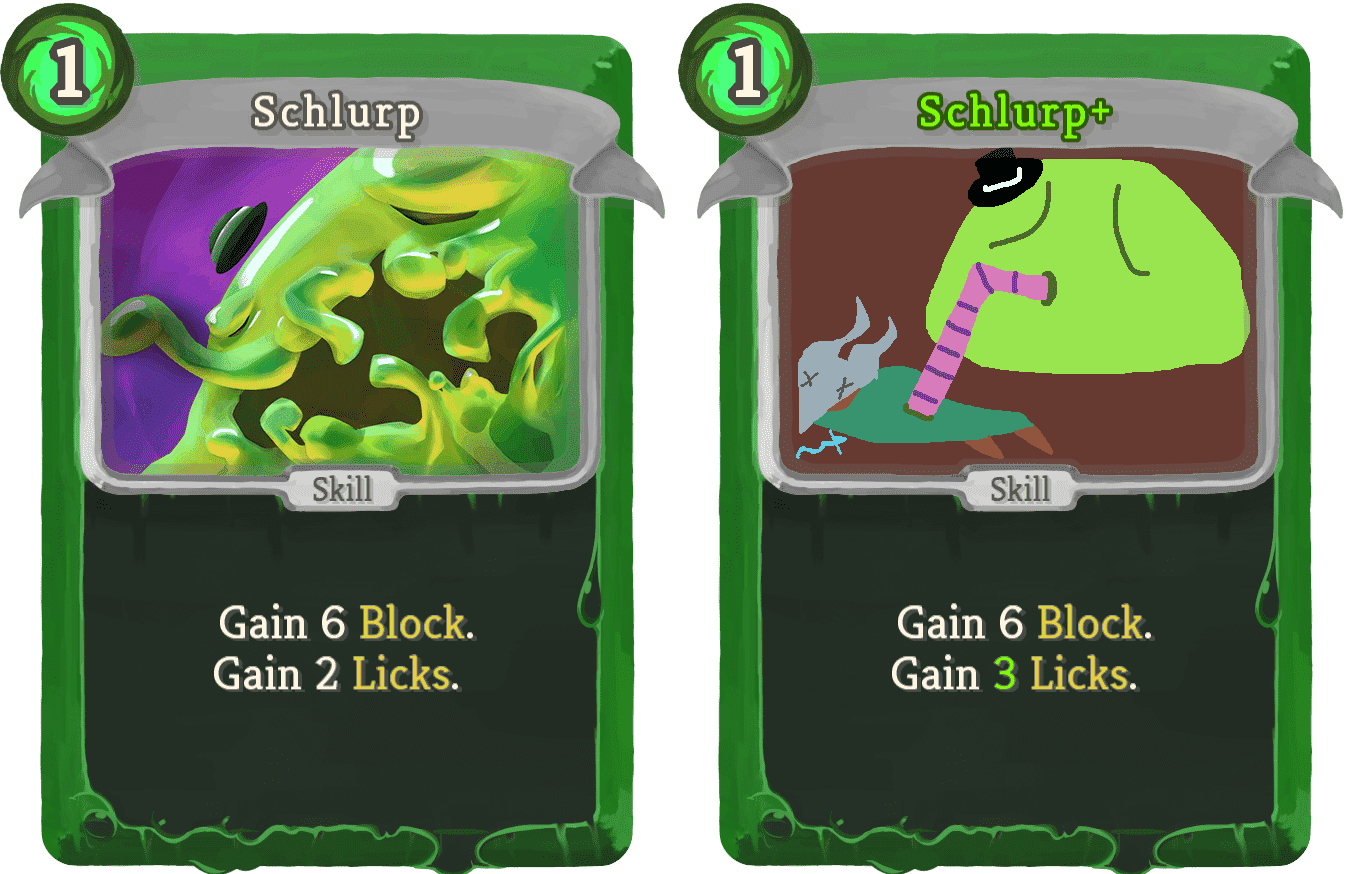 1
Schlurp
Skill
Gain 6 Block.
Gain 2 Licks.
1
Schlurp+
Skill
Gain 6 Block.
Gain 3 Licks.